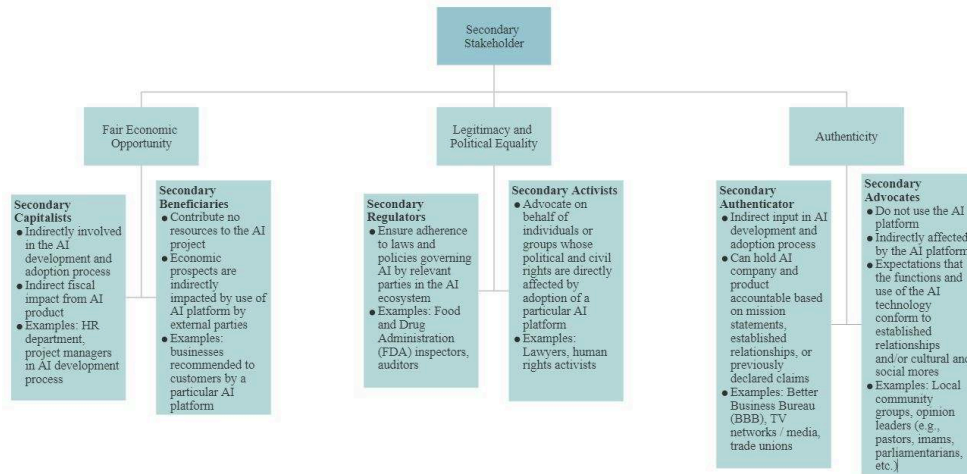 Secondary
Stakeholder
Fair Economic
Opportunity
Legitimacy and
Political Equality
Authenticity
Secondary
Capitalists
● Indirectly involved
in the AI
development and
adoption process
● Indirect fiscal
impact from AI
product
● Examples: HR
department,
project managers
in AI development
process
Secondary
Beneficiaries
● Contribute no
resources to the AI
project
● Economic
prospects are
indirectly
impacted by use of
AI platform by
external parties
● Examples:
businesses
recommended to
customers by a
particular AI
platform
Secondary
Regulators
● Ensure adherence
to laws and
policies governing
AI by relevant
parties in the AI
ecosystem
● Examples: Food
and Drug
Administration
(FDA) inspectors,
auditors
Secondary Activists
● Advocate on
behalf of
individuals or
groups whose
political and civil
rights are directly
affected by
adoption of a
particular AI
platform
● Examples:
Lawyers, human
rights activists
Secondary
Authenticator
● Indirect input in AI
development and
adoption process
● Can hold AI
company and
product
accountable based
on mission
statements,
established
relationships, or
previously
declared claims
● Examples: Better
Business Bureau
(BBB), TV
networks / media,
trade unions
Secondary
Advocates
● Do not use the AI
platform
● Indirectly affected
by the AI platform
● Expectations that
the functions and
use of the AI
technology
conform to
established
relationships
and/or cultural and
social mores
● Examples: Local
community
groups, opinion
leaders (e.g.,
pastors, imams,
parliamentarians,
etc.)